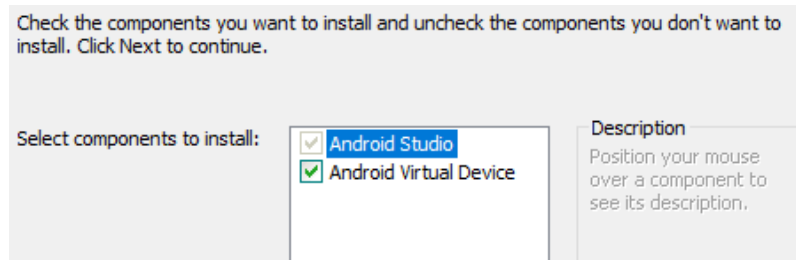 Check the components you want to install and uncheck the components you don't want to
install. Click Next to continue.
Select components to install:
Android Studio
Android Virtual Device
Description
Position your mouse
over a component to
see its description.